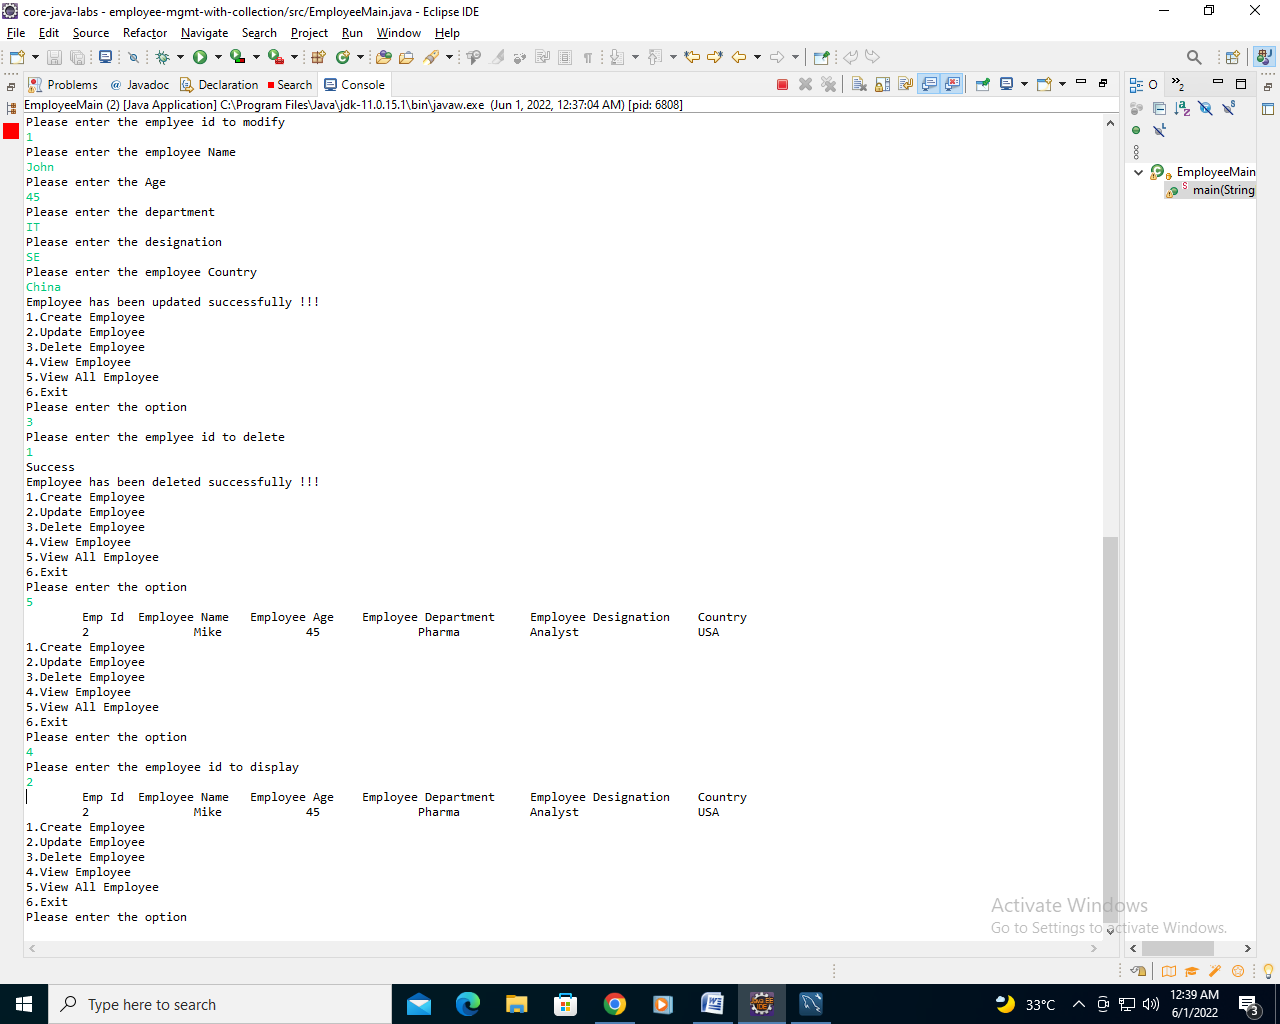 core-java-labs - employee-mgmt-with-collection/src/EmployeeMain.java - Eclipse IDE
File Edit Source Refactor Navigate Search Project Run Window Help
Problems @ Javadoc Declaration Search Console
EmployeeMain (2) [Java Application] C:\Program Files\Java\jdk-11.0.15.1\bin\javaw.exe (Jun 1, 2022, 12:37:04 AM) [pid: 6808]
Please enter the emplyee id to modify
1
Please enter the employee Name
John
Please enter the Age
45
Please enter the department
IT
Please enter the designation
SE
Please enter the employee Country
China
Employee has been updated successfully !!!
1.Create Employee
2.Update Employee
3.Delete Employee
4.View Employee
5.View All Employee
6.Exit
Please enter the option
3
Please enter the emplyee id to delete
1
Success
Employee has been deleted successfully !!!
1.Create Employee
2.Update Employee
3.Delete Employee
4.View Employee
5.View All Employee
6.Exit
Please enter the option
5
Emp Id Employee Name Employee Age Employee Department Employee Designation Country
2 Mike 45 Pharma Analyst USA
1.Create Employee
2.Update Employee
3.Delete Employee
4.View Employee
5.View All Employee
6.Exit
Please enter the option
4
Please enter the employee id to display
2
Emp Id Employee Name Employee Age Employee Department Employee Designation Country
2 Mike 45 Pharma Analyst USA
1.Create Employee
2.Update Employee
3.Delete Employee
4.View Employee
5.View All Employee
6.Exit
Please enter the option
O
2
EmployeeMain
main(String
Activate Windows
Go to Settings to activate Windows.
Type here to search
33°C
12:39 AM
6/1/2022
3